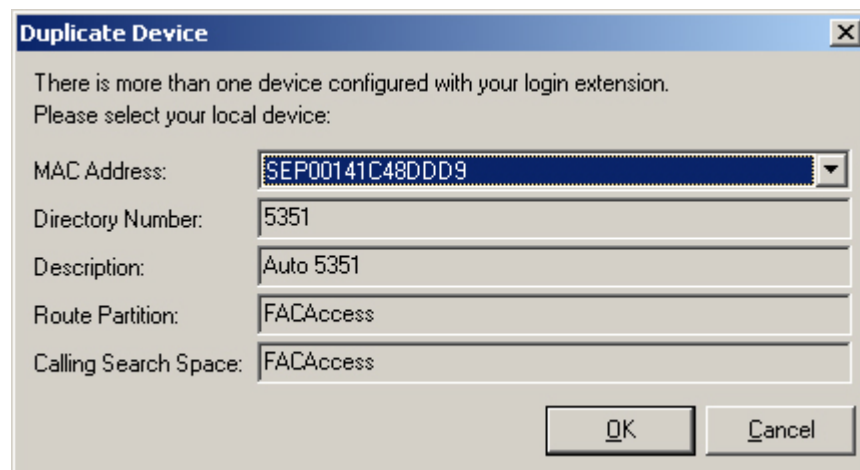 Duplicate Device
There is more than one device configured with your login extension.
Please select your local device:
MAC Address: SEP00141C48DDD9
Directory Number: 5351
Description: Auto 5351
Route Partition: FACAccess
Calling Search Space: FACAccess
OK Cancel